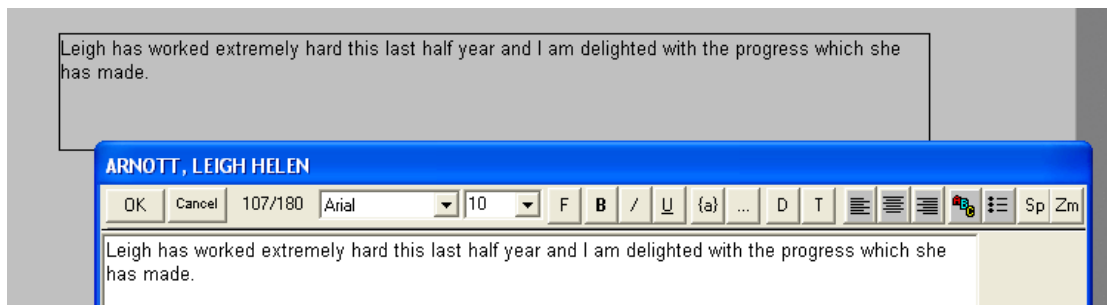 Leigh has worked extremely hard this last half year and I am delighted with the progress which she
has made.
ARNOTT, LEIGH HELEN
OK Cancel 107/180 Arial 10 F B / U {a} ... D T ABC Sp Zm
Leigh has worked extremely hard this last half year and I am delighted with the progress which she
has made.